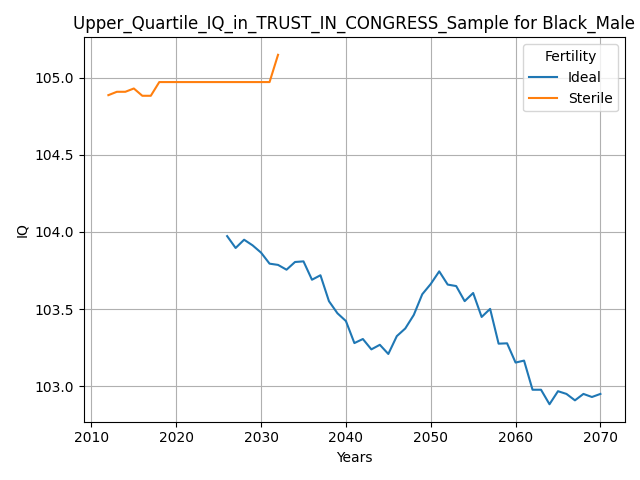 Upper_Quartile_IQ_in_TRUST_IN_CONGRESS_Sample for Black_Male
Fertility
Ideal
Sterile
105.0
104.5
104.0
103.5
103.0
IQ
2010 2020 2030 2040 2050 2060 2070
Years